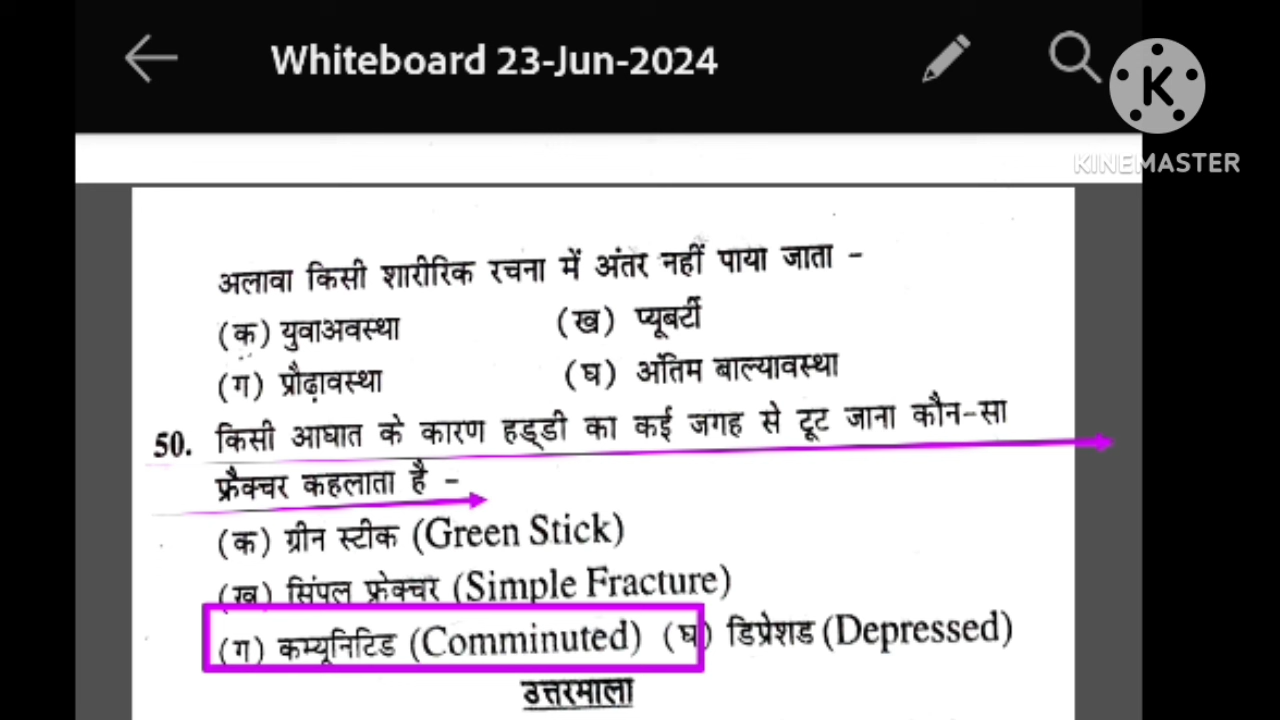 Whiteboard 23-Jun-2024
K
KINEMASTER
अलावा किसी शारीरिक रचना में अंतर नहीं पाया जाता -
(क) युवाअवस्था (ख) प्यूबर्टी
(ग) प्रौढ़ावस्था (घ) अंतिम बाल्यावस्था
50. किसी आघात के कारण हड्डी का कई जगह से टूट जाना कौन-सा
फ्रैक्चर कहलाता है -
(क) ग्रीन स्टीक (Green Stick)
(ख) सिंपल फ्रेक्चर (Simple Fracture)
(ग) कम्यूनिटिड (Comminuted) (घ) डिप्रेशड (Depressed)
उत्तरमाला